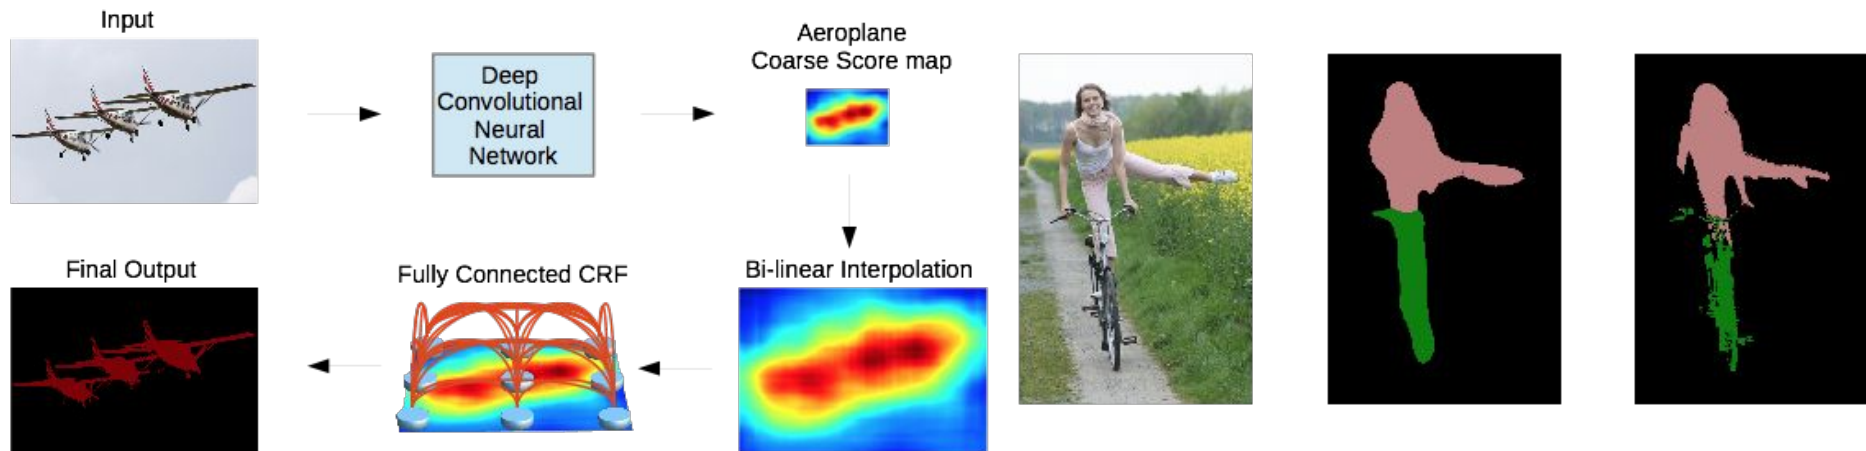 Input
Deep
Convolutional
Neural
Network
Aeroplane
Coarse Score map
Final Output
Fully Connected CRF
Bi-linear Interpolation